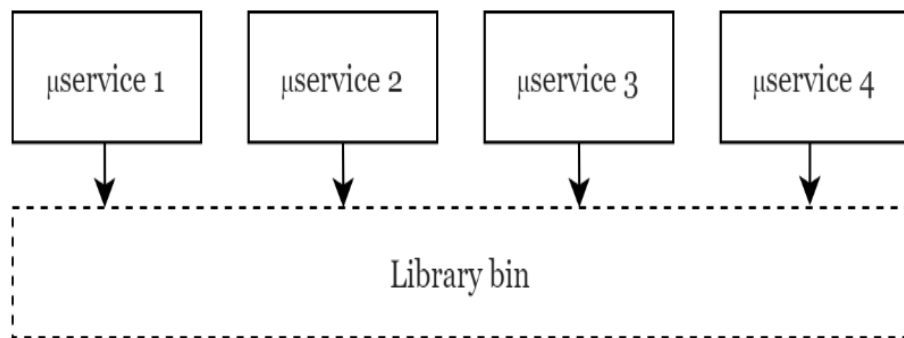 μservice 1
μservice 2
μservice 3
μservice 4
Library bin